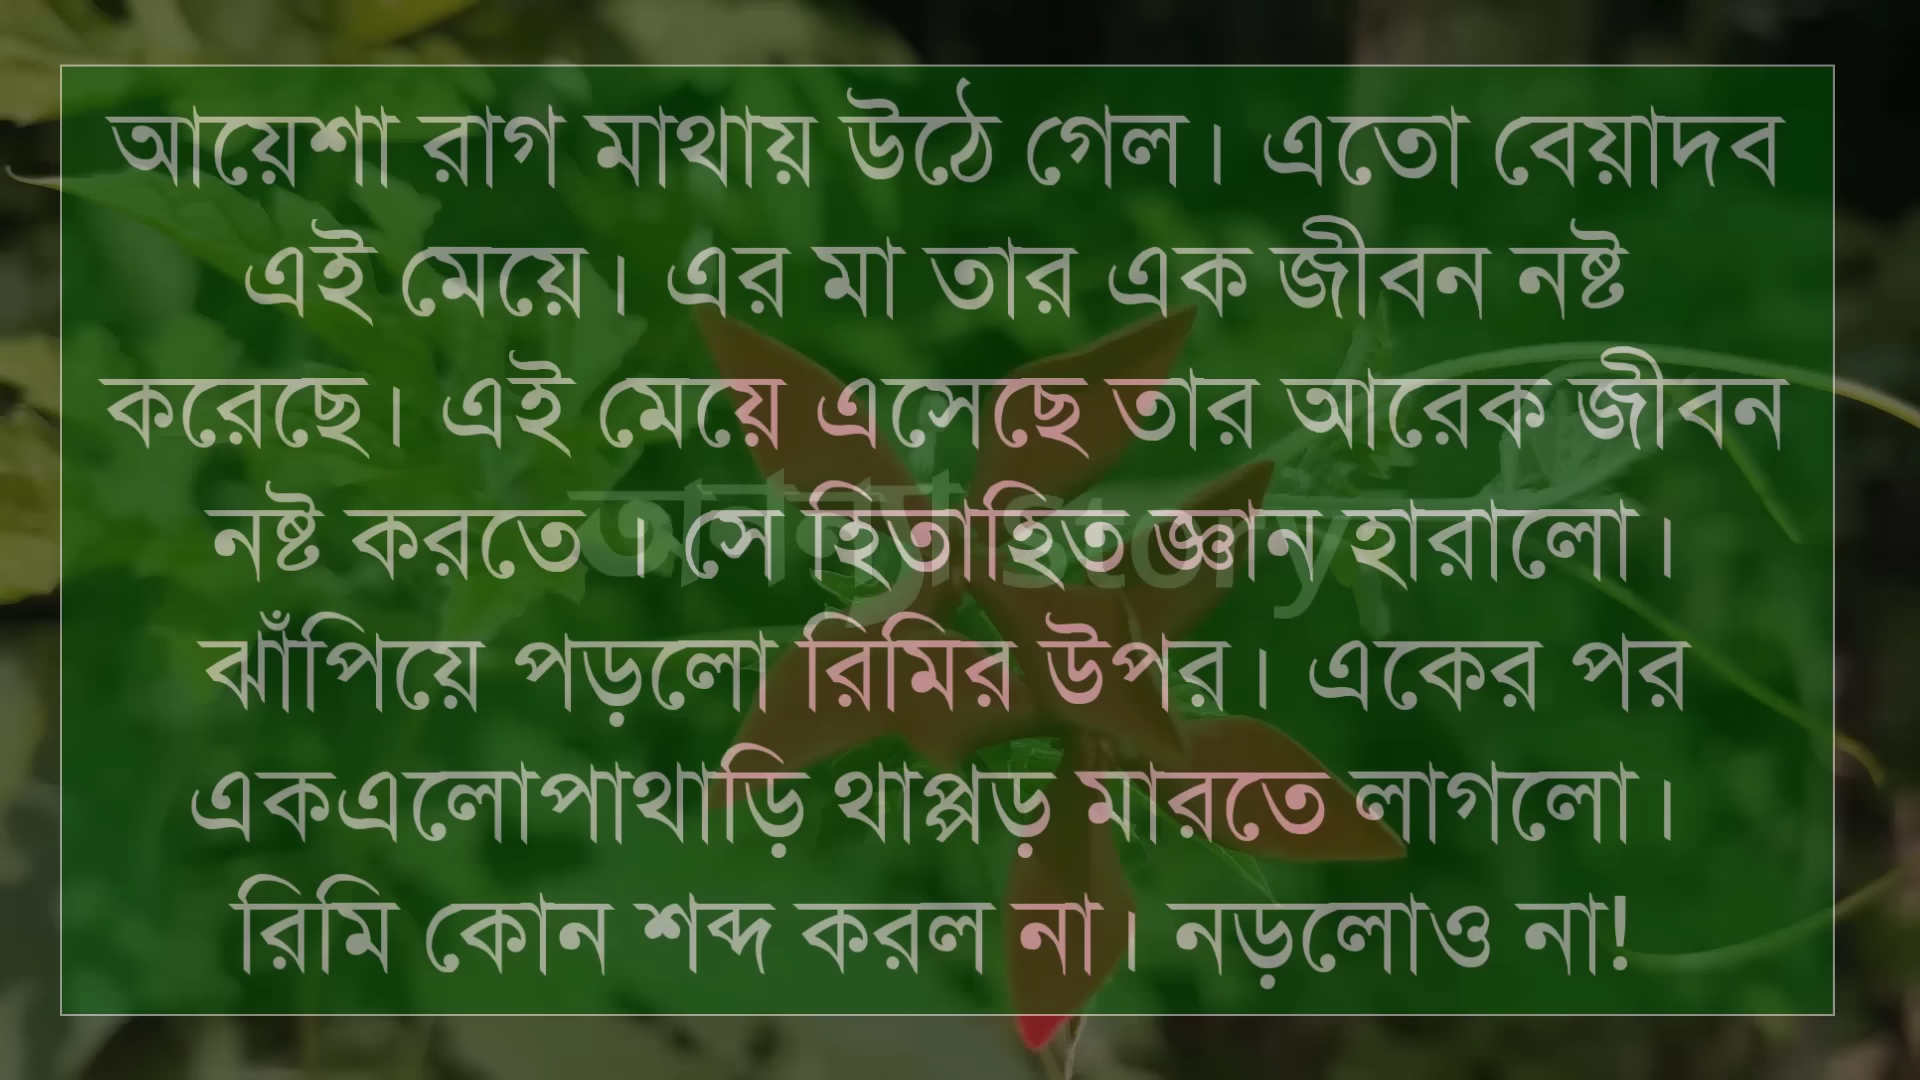 আয়েশা রাগ মাথায় উঠে গেল। এতো বেয়াদব
এই মেয়ে। এর মা তার এক জীবন নষ্ট
করেছে। এই মেয়ে এসেছে তার আরেক জীবন
নষ্ট করতে । সে হিতাহিত জ্ঞান হারালো।
ঝাঁপিয়ে পড়লো রিমির উপর। একের পর
একএলোপাথাড়ি থাপ্পড় মারতে লাগলো।
রিমি কোন শব্দ করল না। নড়লোও না!
story